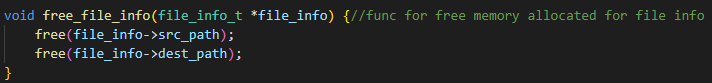 void free_file_info(file_info_t *file_info) {//func for free memory allocated for file info
    free(file_info->src_path);
    free(file_info->dest_path);
}